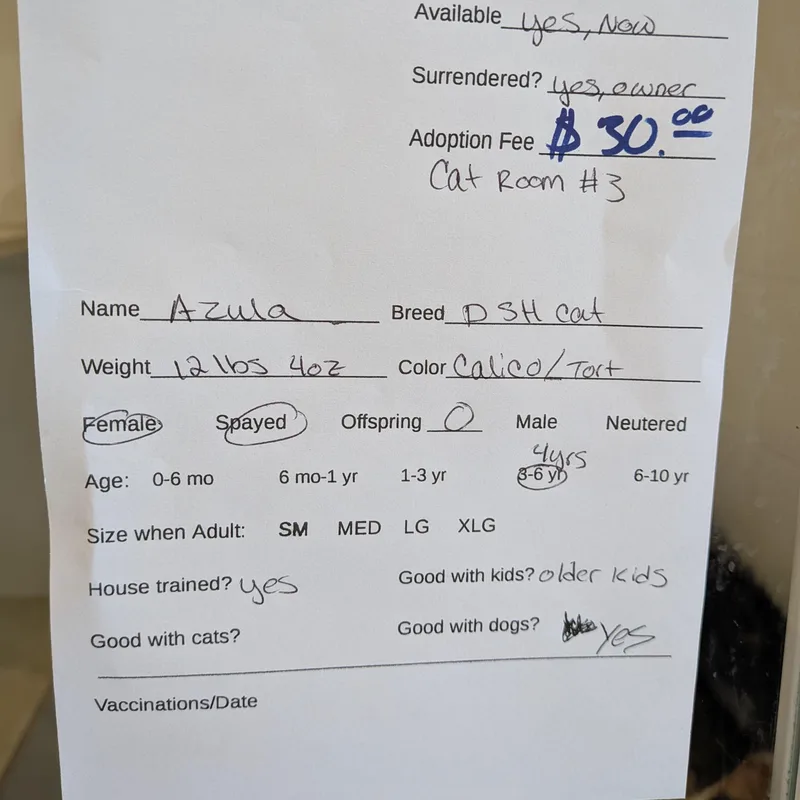 Available yes, Now
Surrendered? yes, owner
Adoption Fee $ 30.00
Cat Room #3
Name Azula Breed DSH cat
Weight 12 lbs 4oz Color Calico/Tort
Female Spayed Offspring 0 Male Neutered
4yrs
Age: 0-6 mo 6 mo-1 yr 1-3 yr 3-6 yr 6-10 yr
Size when Adult: SM MED LG XLG
House trained? yes Good with kids? older kids
Good with cats? Good with dogs? yes
Vaccinations/Date